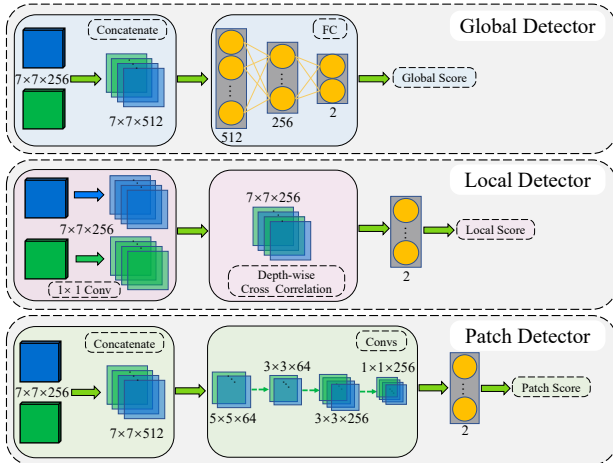 Global Detector
Concatenate
FC
7×7×256
7×7×512
512
256
2
Global Score
Local Detector
7×7×256
1×1 Conv
7×7×256
Depth-wise
Cross Correlation
2
Local Score
Patch Detector
Concatenate
Convs
7×7×256
7×7×512
5×5×64
3×3×64
3×3×256
1×1×256
2
Patch Score